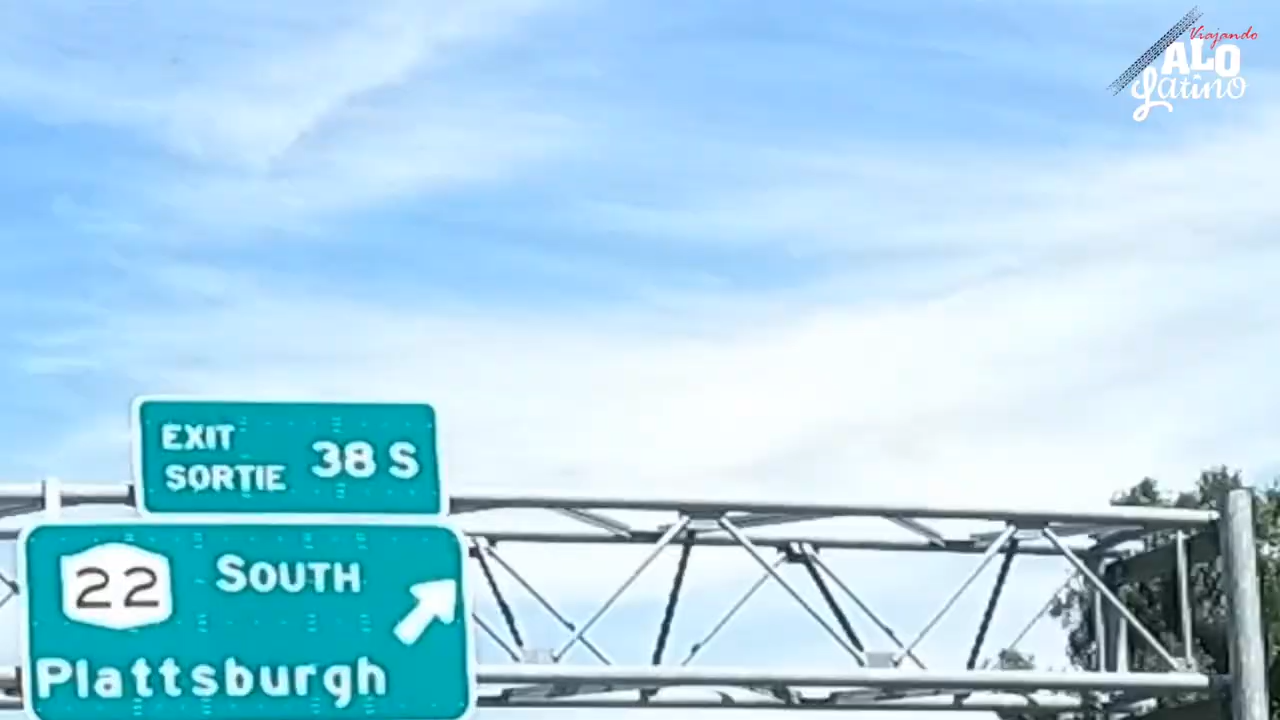 Viajando
ALO
Latino
EXIT
SORTIE
38 S
22
SOUTH
Plattsburgh